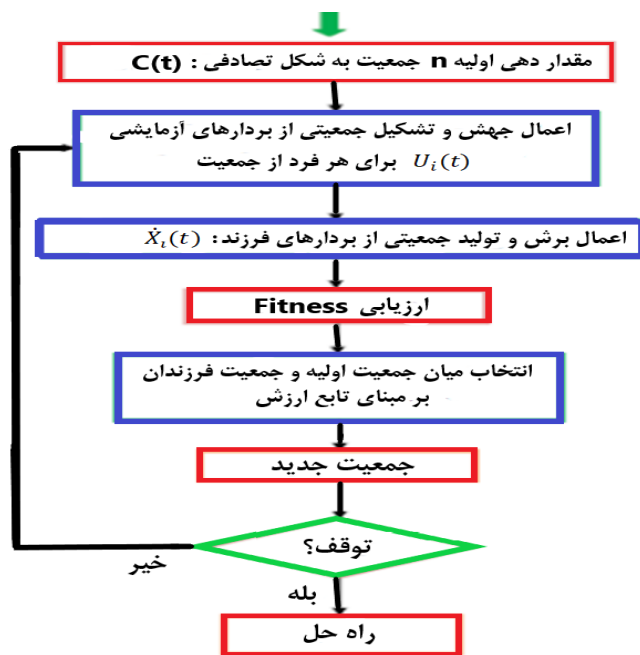 مقدار دهی اولیه n جمعیت به شکل تصادفی : C(t)
اعمال جهش و تشکیل جمعیتی از بردارهای آزمایشی
U_i(t) برای هر فرد از جمعیت
اعمال برش و تولید جمعیتی از بردارهای فرزند: Ẋ_i(t)
ارزیابی Fitness
انتخاب میان جمعیت اولیه و جمعیت فرزندان
بر مبنای تابع ارزش
جمعیت جدید
توقف؟
خیر
بله
راه حل